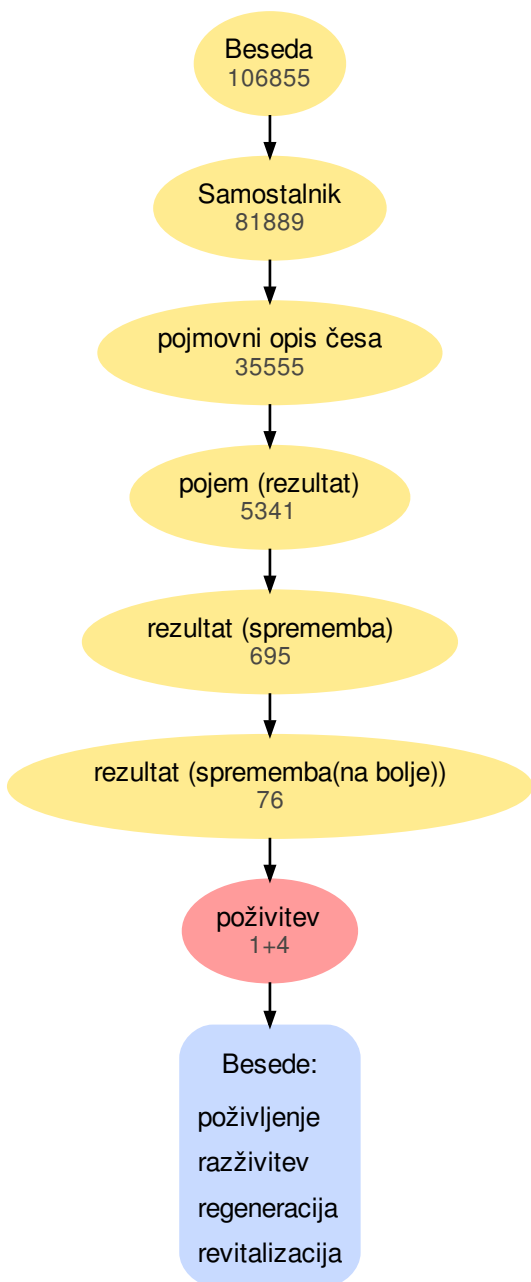 Beseda
106855
Samostalnik
81889
pojmovni opis česa
35555
pojem (rezultat)
5341
rezultat (sprememba)
695
rezultat (sprememba(na bolje))
76
poživitev
1+4
Besede:
poživljenje
razživitev
regeneracija
revitalizacija